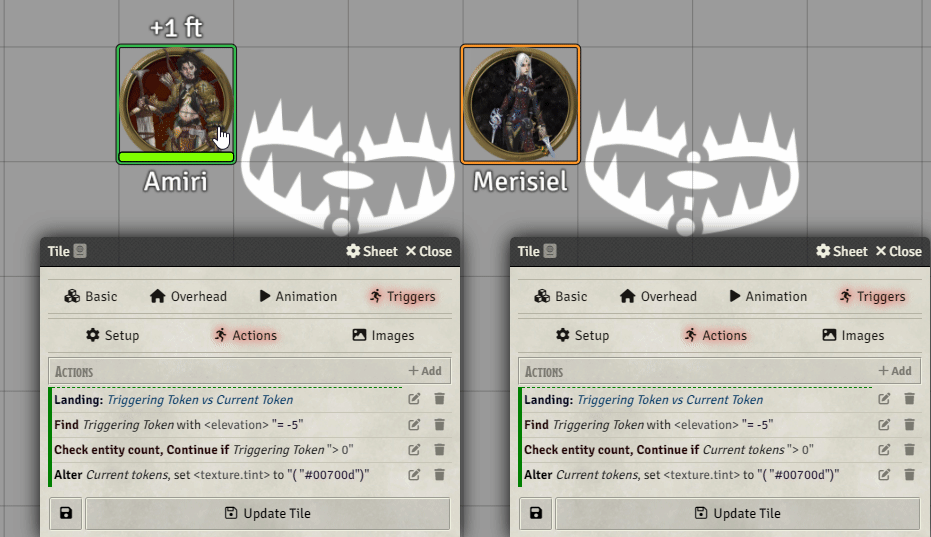 +1 ft
Amiri
Merisiel
Tile Sheet Close
Basic Overhead Animation Triggers
Setup Actions Images
ACTIONS + Add
Landing: Triggering Token vs Current Token
Find Triggering Token with <elevation> "= -5"
Check entity count, Continue if Triggering Token "> 0"
Alter Current tokens, set <texture.tint> to "( "#00700d")"
Update Tile
Tile Sheet Close
Basic Overhead Animation Triggers
Setup Actions Images
ACTIONS + Add
Landing: Triggering Token vs Current Token
Find Triggering Token with <elevation> "= -5"
Check entity count, Continue if Current tokens "> 0"
Alter Current tokens, set <texture.tint> to "( "#00700d")"
Update Tile